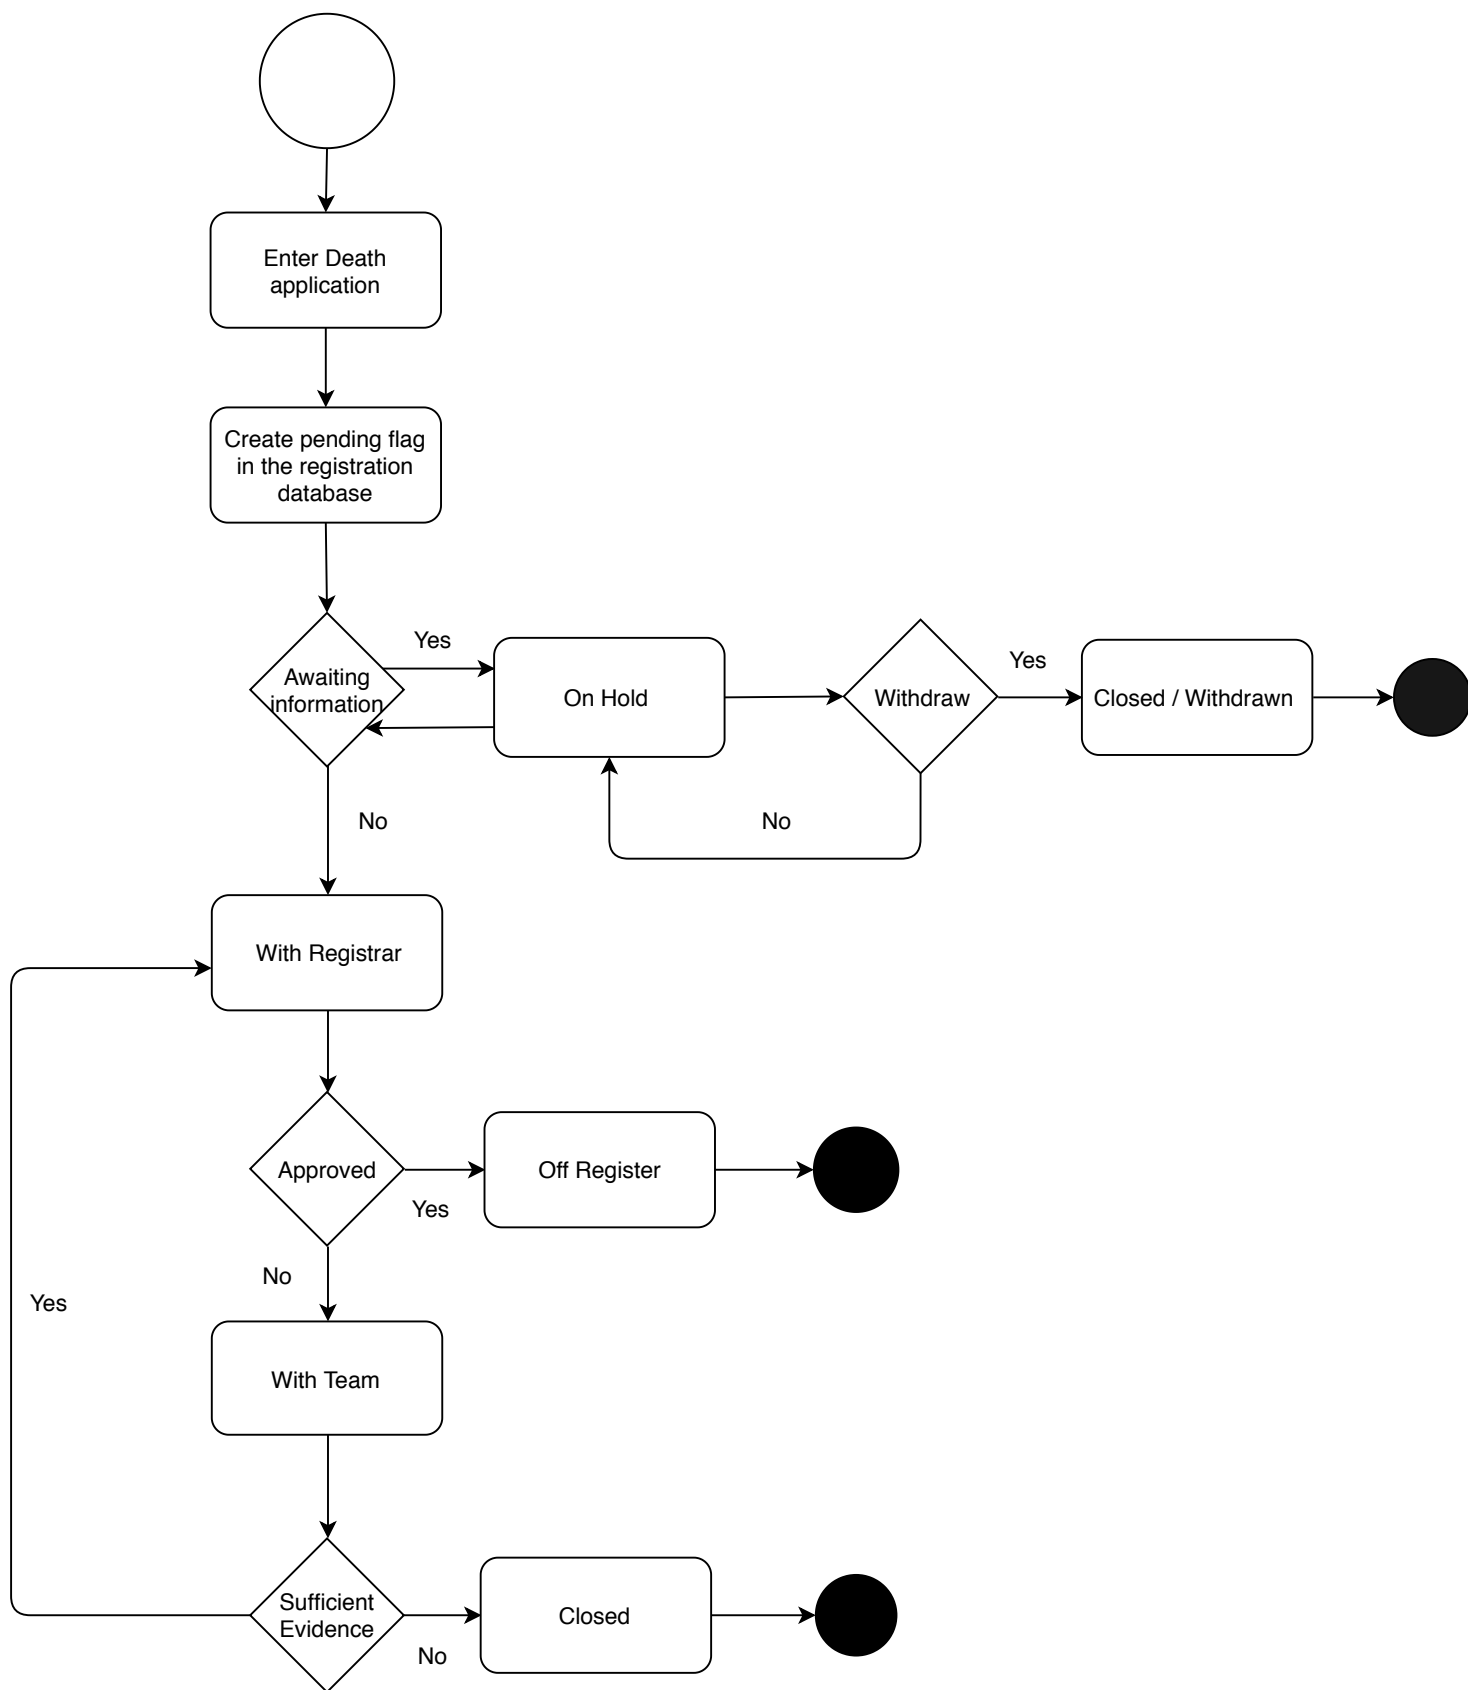 Enter Death
application
Create pending flag
in the registration
database
Awaiting
information
Yes
On Hold
Withdraw
Yes
Closed / Withdrawn
No
No
With Registrar
Approved
Yes
Off Register
No
Yes
With Team
Sufficient
Evidence
No
Closed